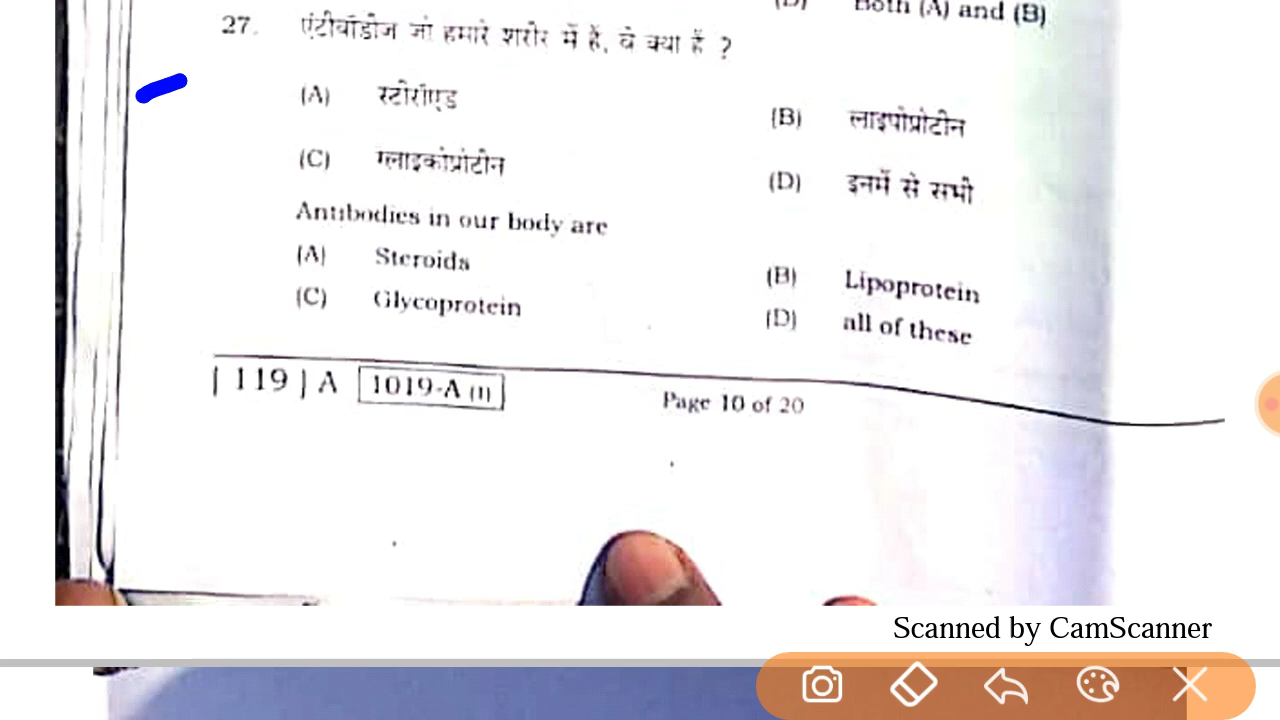 (D) Both (A) and (B)
27. एंटीबॉडीज जो हमारे शरीर में हैं, वे क्या हैं ?
(A) स्टीरॉएड
(B) लाइपोप्रोटीन
(C) ग्लाइकोप्रोटीन
(D) इनमें से सभी
Antibodies in our body are
(A) Steroids
(B) Lipoprotein
(C) Glycoprotein
(D) all of these
[ 119 ] A 1019-A (1)
Page 10 of 20
Scanned by CamScanner